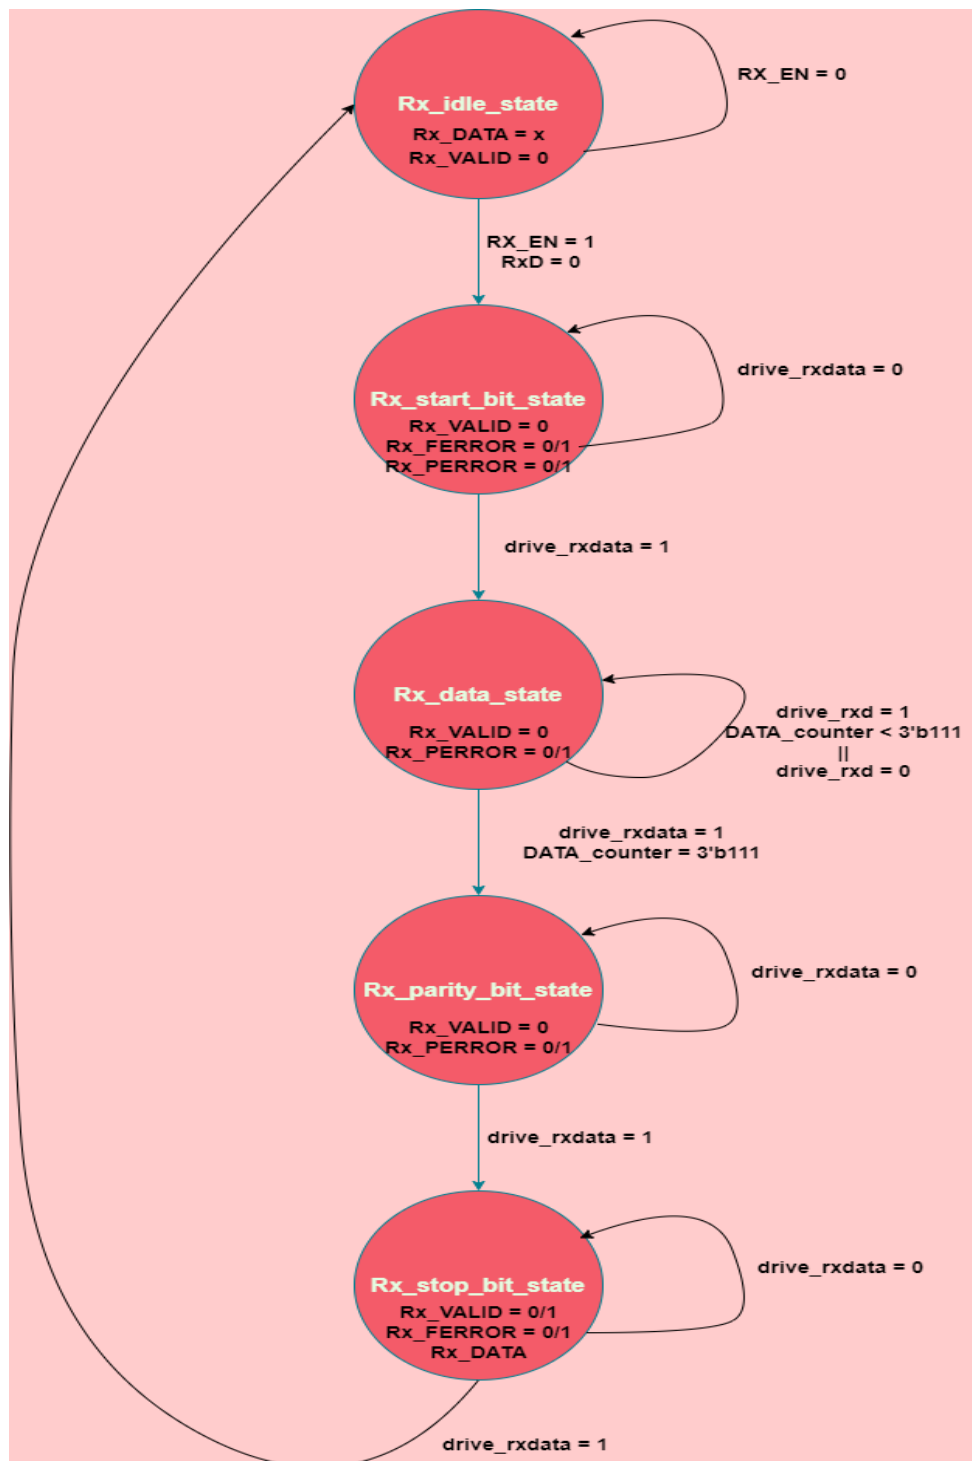 RX_EN = 0
Rx_idle_state
Rx_DATA = x
Rx_VALID = 0
RX_EN = 1
RxD = 0
drive_rxdata = 0
Rx_start_bit_state
Rx_VALID = 0
Rx_FERROR = 0/1
Rx_PERROR = 0/1
drive_rxdata = 1
Rx_data_state
Rx_VALID = 0
Rx_PERROR = 0/1
drive_rxd = 1
DATA_counter < 3'b111
||
drive_rxd = 0
drive_rxdata = 1
DATA_counter = 3'b111
drive_rxdata = 0
Rx_parity_bit_state
Rx_VALID = 0
Rx_PERROR = 0/1
drive_rxdata = 1
drive_rxdata = 0
Rx_stop_bit_state
Rx_VALID = 0/1
Rx_FERROR = 0/1
Rx_DATA
drive_rxdata = 1